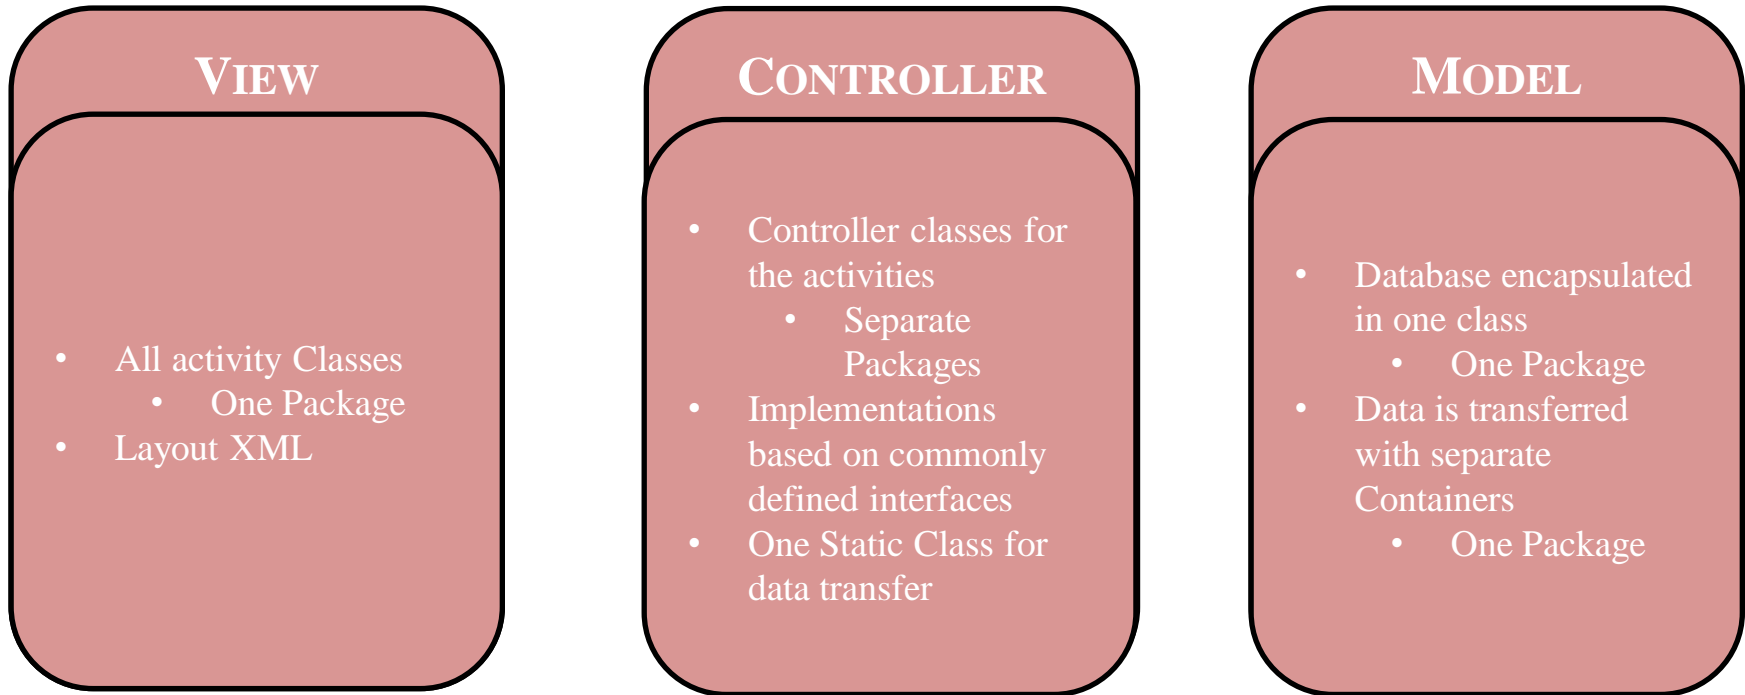 VIEW
• All activity Classes
• One Package
• Layout XML
CONTROLLER
• Controller classes for
the activities
• Separate
Packages
• Implementations
based on commonly
defined interfaces
• One Static Class for
data transfer
MODEL
• Database encapsulated
in one class
• One Package
• Data is transferred
with separate
Containers
• One Package